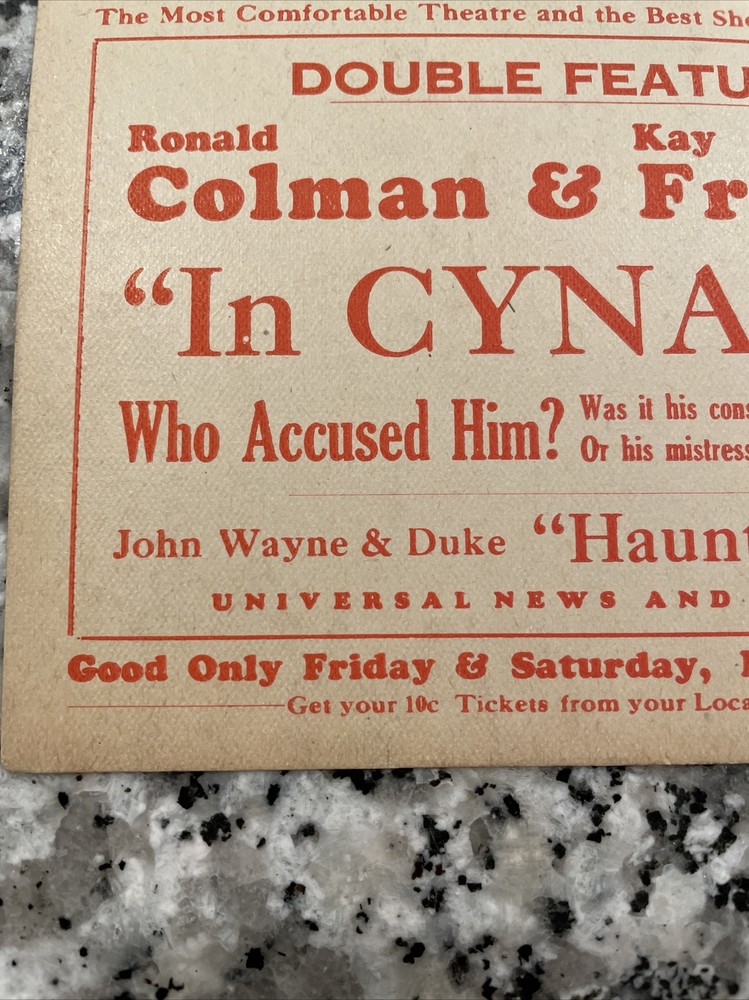 The Most Comfortable Theatre and the Best Sh
DOUBLE FEATU
Ronald Kay
Colman & Fr
“In CYNA
Who Accused Him? Was it his cons
Or his mistress
John Wayne & Duke “Haunt
UNIVERSAL NEWS AND
Good Only Friday & Saturday,
Get your 10c Tickets from your Loca